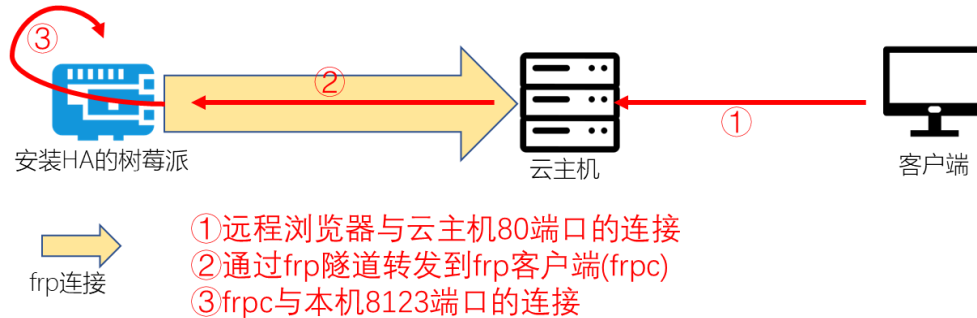 ③
②
①
安装HA的树莓派
云主机
客户端
frp连接
①远程浏览器与云主机80端口的连接
②通过frp隧道转发到frp客户端(frpc)
③frpc与本机8123端口的连接